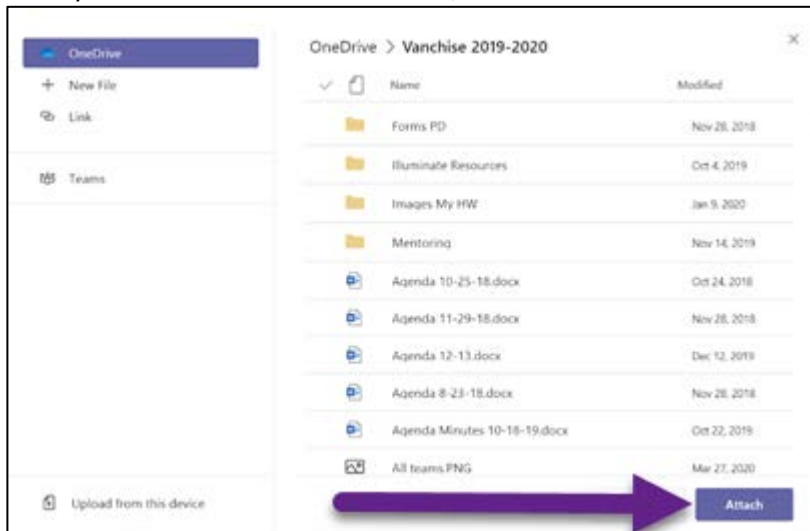 OneDrive
+ New File
Link
Teams
Upload from this device
OneDrive > Vanchise 2019-2020
Name Modified
Forms PD Nov 28, 2018
Illuminate Resources Oct 4, 2019
Images My HW Jan 9, 2020
Mentoring Nov 14, 2019
Agenda 10-25-18.docx Oct 24, 2018
Agenda 11-29-18.docx Nov 28, 2018
Agenda 12-13.docx Dec 12, 2019
Agenda 8-23-18.docx Nov 28, 2018
Agenda Minutes 10-18-19.docx Oct 22, 2019
All teams.PNG Mar 27, 2020
Attach